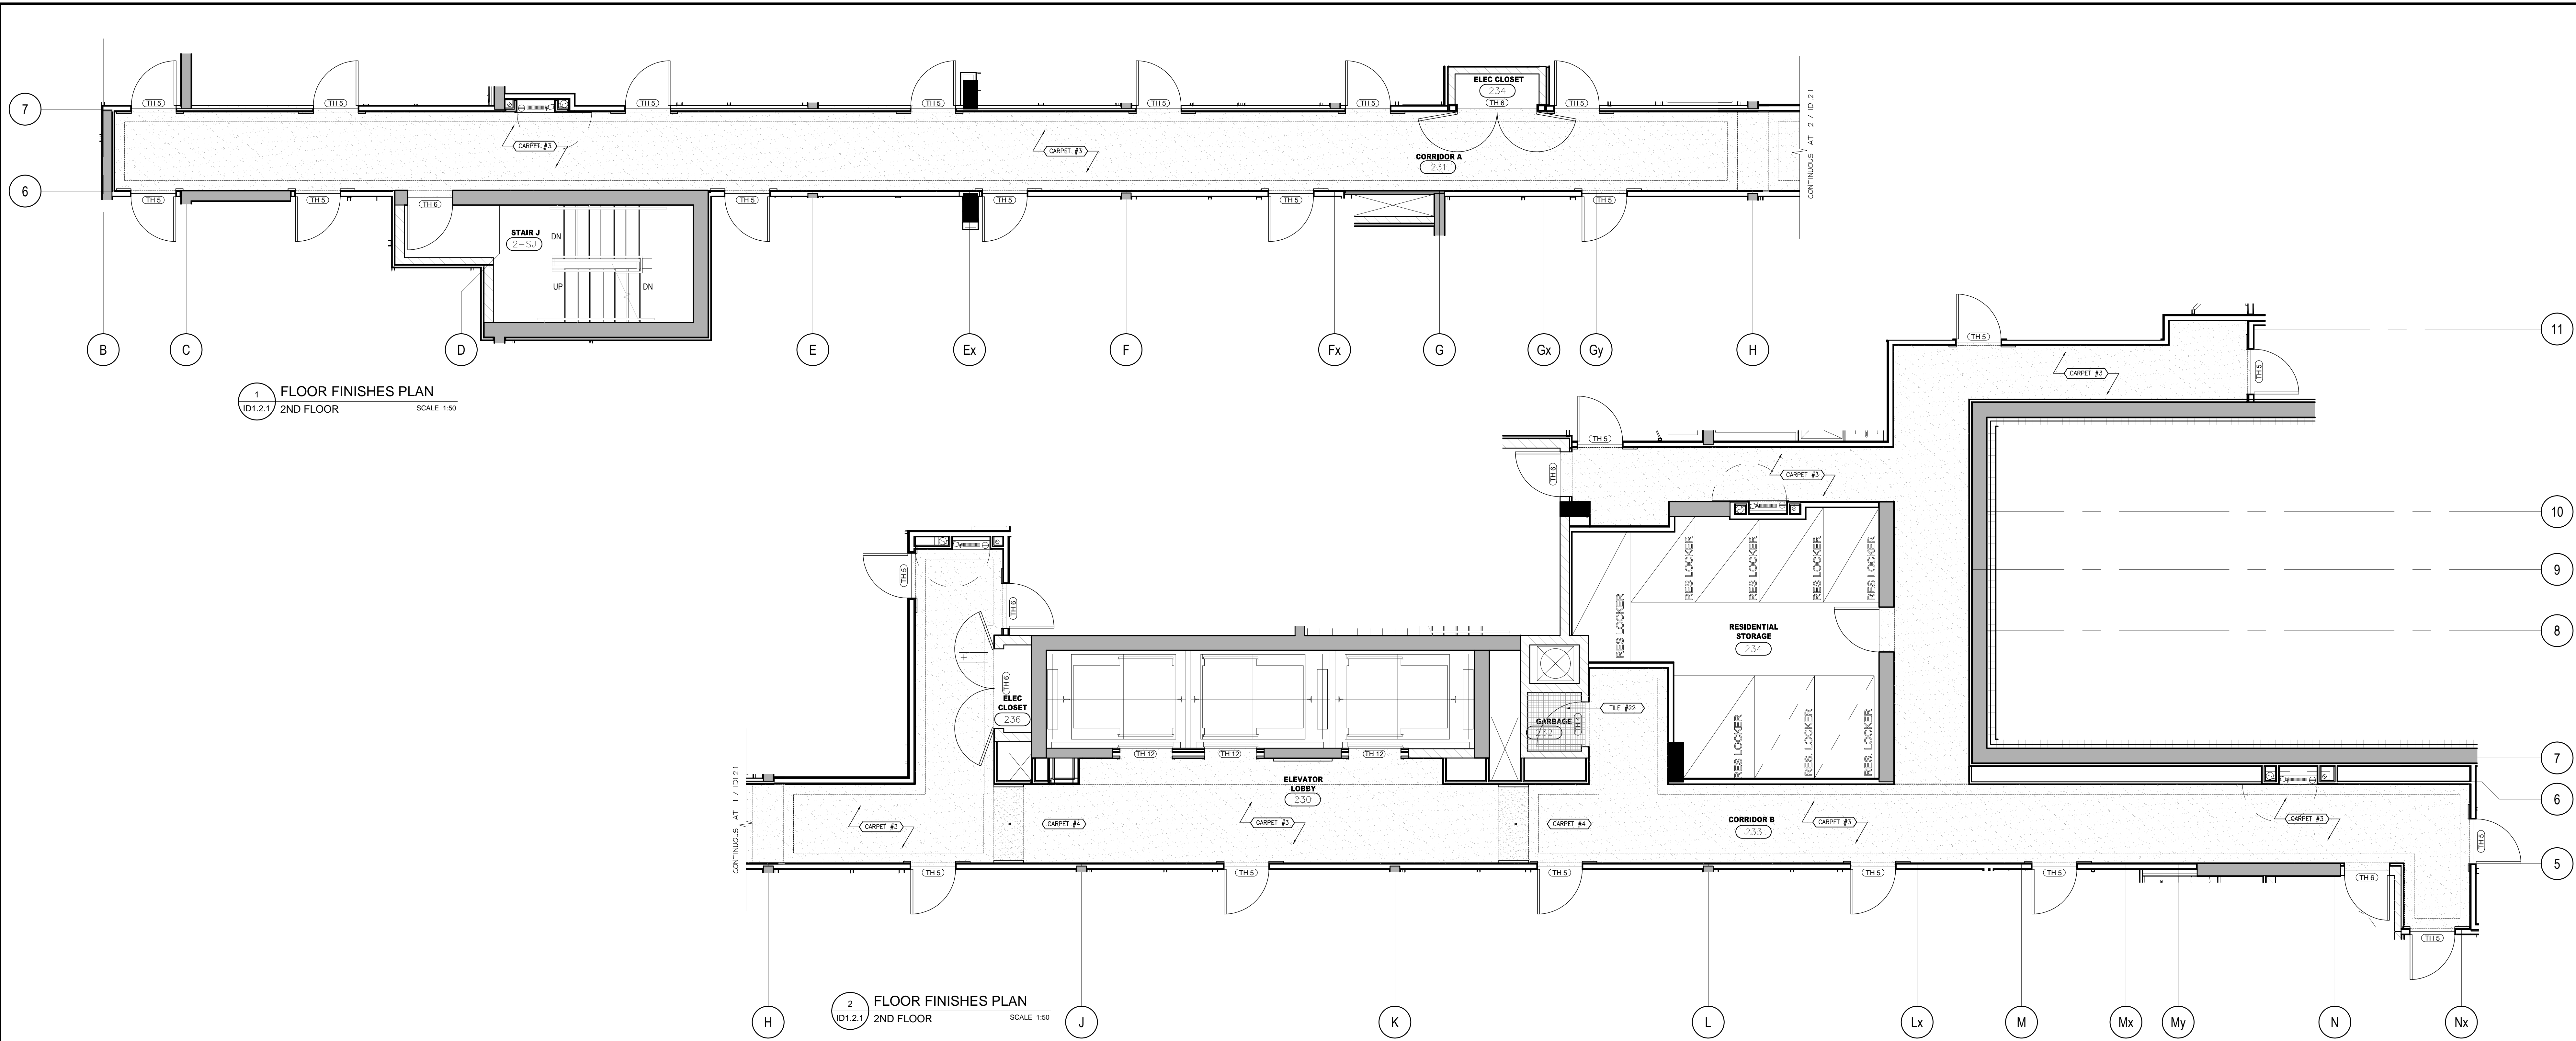 TH 5
TH 5
TH 5
TH 5
TH 5
TH 5
ELEC CLOSET
234
TH 6
TH 5
7
CARPET #3
CARPET #3
CORRIDOR A
231
CONTINUOUS AT 2 / ID1.2.1
6
TH 5
TH 5
TH 6
TH 5
TH 5
TH 5
TH 5
STAIR J
2-SJ
DN
UP
DN
B
C
D
E
Ex
F
Fx
G
Gx
Gy
H
1
ID1.2.1
FLOOR FINISHES PLAN
2ND FLOOR
SCALE 1:50
TH 5
11
CARPET #3
TH 5
TH 5
TH 6
CARPET #3
10
RES LOCKER
RES LOCKER
RES LOCKER
RES LOCKER
RES LOCKER
9
TH 5
TH 6
RESIDENTIAL
STORAGE
234
8
TH 6
ELEC
CLOSET
236
TILE #22
GARBAGE
232
TH 4
RES LOCKER
RES. LOCKER
RES. LOCKER
TH 12
TH 12
TH 12
7
ELEVATOR
LOBBY
230
6
CONTINUOUS AT 1 / ID1.2.1
CARPET #3
CARPET #4
CARPET #3
CARPET #4
CORRIDOR B
233
CARPET #3
CARPET #3
TH 5
5
TH 5
TH 5
TH 5
TH 5
TH 5
TH 6
TH 5
2
ID1.2.1
FLOOR FINISHES PLAN
2ND FLOOR
SCALE 1:50
H
J
K
L
Lx
M
Mx
My
N
Nx